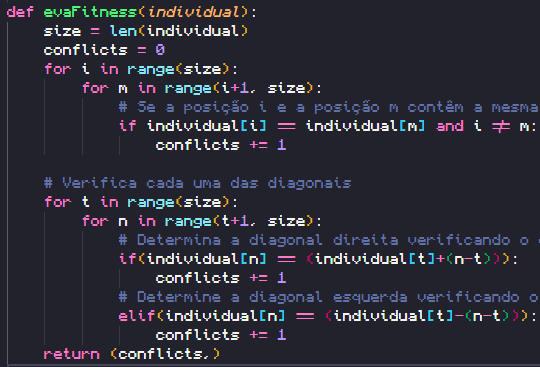 def evaFitness(individual):
    size = len(individual)
    conflicts = 0
    for i in range(size):
        for m in range(i+1, size):
            # Se a posição i e a posição m contêm a mesma
            if individual[i] == individual[m] and i != m:
                conflicts += 1

    # Verifica cada uma das diagonais
    for t in range(size):
        for n in range(t+1, size):
            # Determina a diagonal direita verificando o
            if(individual[n] == (individual[t]+(n-t))):
                conflicts += 1
            # Determine a diagonal esquerda verificando o
            elif(individual[n] == (individual[t]-(n-t))):
                conflicts += 1
    return (conflicts,)